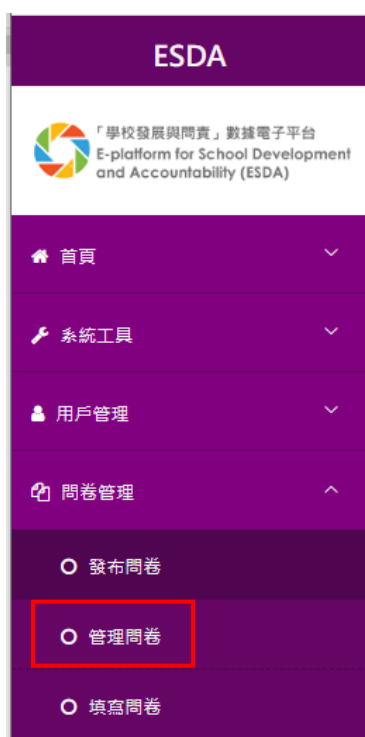 ESDA
「學校發展與問責」數據電子平台
E-platform for School Development
and Accountability (ESDA)
首頁
系統工具
用戶管理
問卷管理
發布問卷
管理問卷
填寫問卷